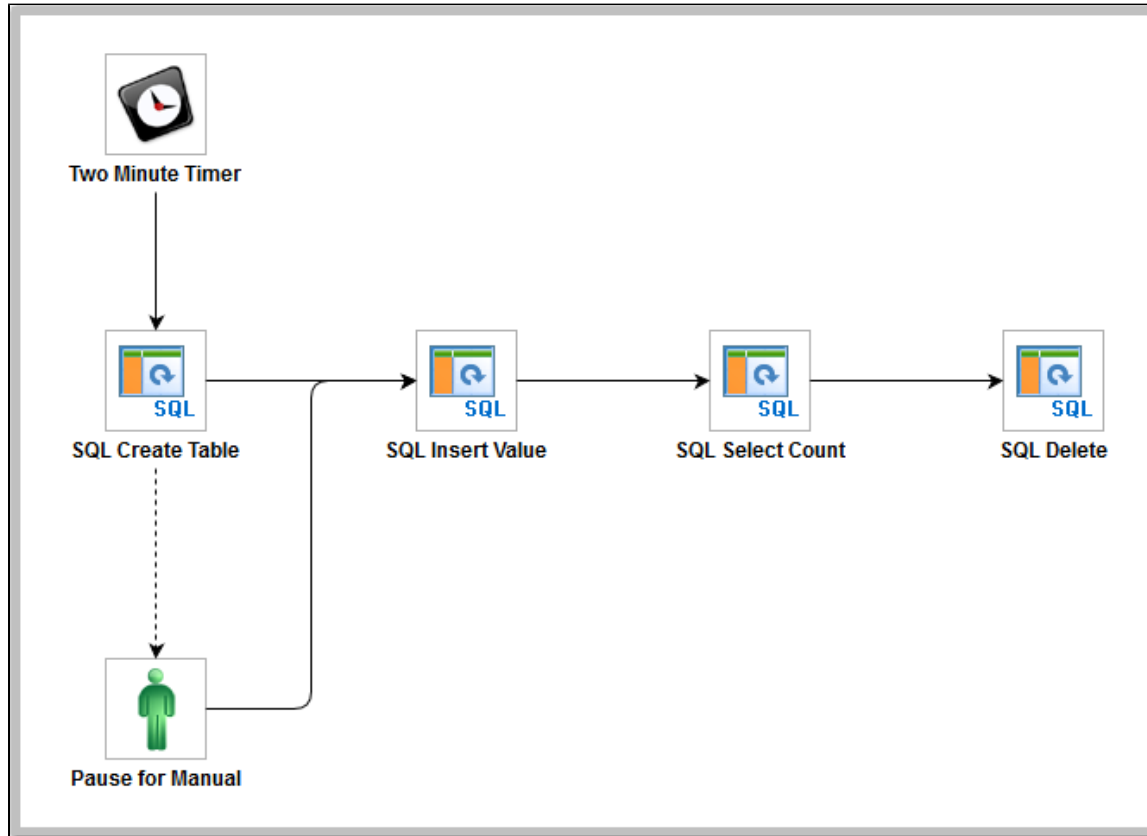 Two Minute Timer
SQL
SQL
SQL
SQL
SQL Create Table
SQL Insert Value
SQL Select Count
SQL Delete
Pause for Manual